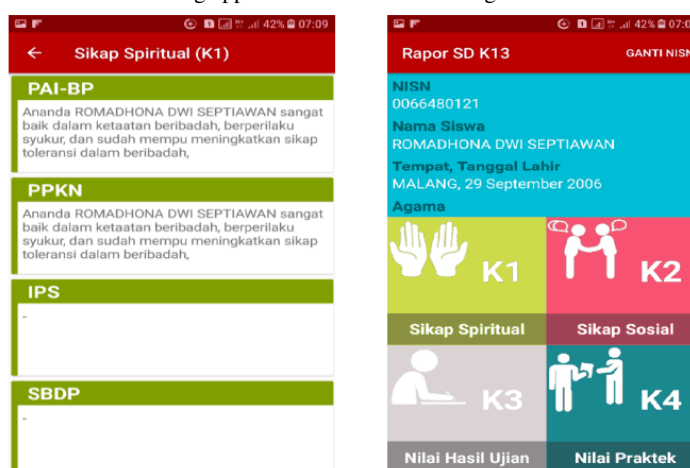 42% 07:09
Sikap Spiritual (K1)
PAI-BP
Ananda ROMADHONA DWI SEPTIAWAN sangat
baik dalam ketaatan beribadah, berperilaku
syukur, dan sudah mempu meningkatkan sikap
toleransi dalam beribadah,
PPKN
Ananda ROMADHONA DWI SEPTIAWAN sangat
baik dalam ketaatan beribadah, berperilaku
syukur, dan sudah mempu meningkatkan sikap
toleransi dalam beribadah,
IPS
-
SBDP
-
42% 07:0
Rapor SD K13
GANTI NISN
NISN
0066480121
Nama Siswa
ROMADHONA DWI SEPTIAWAN
Tempat, Tanggal Lahir
MALANG, 29 September 2006
Agama
K1
K2
Sikap Spiritual
Sikap Sosial
K3
K4
Nilai Hasil Ujian
Nilai Praktek